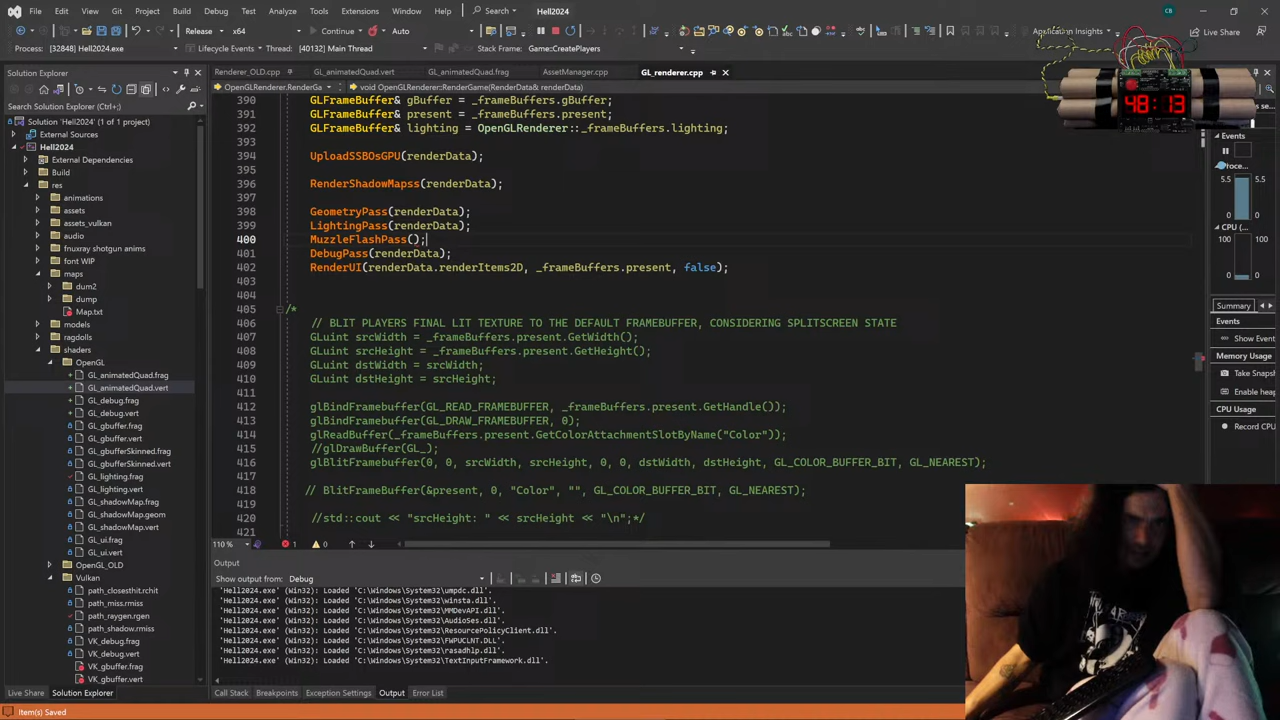 File Edit View Git Project Build Debug Test Analyze Tools Extensions Window Help Search Hell2024 CB
Release x64 Continue Auto Application Insights Live Share
Process: [32848] Hell2024.exe Lifecycle Events Thread: [40132] Main Thread Stack Frame: Game::CreatePlayers
48:13
Solution Explorer
Renderer_OLD.cpp GL_animatedQuad.vert GL_animatedQuad.frag AssetManager.cpp GL_renderer.cpp
OpenGLRenderer.RenderGa void OpenGLRenderer::RenderGame(RenderData& renderData)
Search Solution Explorer (Ctrl+;)
Solution 'Hell2024' (1 of 1 project)
External Sources
Hell2024
External Dependencies
Build
res
animations
assets
assets_vulkan
fnuxray shotgun anims
font WIP
maps
dum2
dump
Map.txt
models
ragdolls
shaders
OpenGL
GL_animatedQuad.frag
GL_animatedQuad.vert
GL_debug.frag
GL_debug.vert
GL_gbuffer.frag
GL_gbuffer.vert
GL_gbufferSkinned.frag
GL_gbufferSkinned.vert
GL_lighting.frag
GL_lighting.vert
GL_shadowMap.frag
GL_shadowMap.geom
GL_shadowMap.vert
GL_ui.frag
GL_ui.vert
OpenGL_OLD
Vulkan
path_closesthit.rchit
path_miss.rmiss
path_raygen.rgen
path_shadow.rmiss
VK_debug.frag
VK_debug.vert
VK_gbuffer.frag
VK_gbuffer.vert
390 GLFrameBuffer& gBuffer = _frameBuffers.gBuffer;
391 GLFrameBuffer& present = _frameBuffers.present;
392 GLFrameBuffer& lighting = OpenGLRenderer::_frameBuffers.lighting;
393
394 UploadSSBOsGPU(renderData);
395
396 RenderShadowMapss(renderData);
397
398 GeometryPass(renderData);
399 LightingPass(renderData);
400 MuzzleFlashPass();
401 DebugPass(renderData);
402 RenderUI(renderData.renderItems2D, _frameBuffers.present, false);
403
404
405 /*
406 // BLIT PLAYERS FINAL LIT TEXTURE TO THE DEFAULT FRAMEBUFFER, CONSIDERING SPLITSCREEN STATE
407 GLuint srcWidth = _frameBuffers.present.GetWidth();
408 GLuint srcHeight = _frameBuffers.present.GetHeight();
409 GLuint dstWidth = srcWidth;
410 GLuint dstHeight = srcHeight;
411
412 glBindFramebuffer(GL_READ_FRAMEBUFFER, _frameBuffers.present.GetHandle());
413 glBindFramebuffer(GL_DRAW_FRAMEBUFFER, 0);
414 glReadBuffer(_frameBuffers.present.GetColorAttachmentSlotByName("Color"));
415 //glDrawBuffer(GL_);
416 glBlitFramebuffer(0, 0, srcWidth, srcHeight, 0, 0, dstWidth, dstHeight, GL_COLOR_BUFFER_BIT, GL_NEAREST);
417
418 // BlitFrameBuffer(&present, 0, "Color", "", GL_COLOR_BUFFER_BIT, GL_NEAREST);
419
420 //std::cout << "srcHeight: " << srcHeight << "\n";*/
421
110 % 1 0
Output
Show output from: Debug
'Hell2024.exe' (Win32): Loaded 'C:\Windows\System32\umpdc.dll'.
'Hell2024.exe' (Win32): Loaded 'C:\Windows\System32\winsta.dll'.
'Hell2024.exe' (Win32): Loaded 'C:\Windows\System32\MMDevAPI.dll'.
'Hell2024.exe' (Win32): Loaded 'C:\Windows\System32\AudioSes.dll'.
'Hell2024.exe' (Win32): Loaded 'C:\Windows\System32\ResourcePolicyClient.dll'.
'Hell2024.exe' (Win32): Loaded 'C:\Windows\System32\FWPUCLNT.DLL'.
'Hell2024.exe' (Win32): Loaded 'C:\Windows\System32\rasadhlp.dll'.
'Hell2024.exe' (Win32): Loaded 'C:\Windows\System32\TextInputFramework.dll'.
Events
Proce...
5.5 5.5
CPU (
100 100
0 0
Summary
Events
Show Event
Memory Usage
Take Snaps
Enable heap
CPU Usage
Record CPU
Live Share Solution Explorer Call Stack Breakpoints Exception Settings Output Error List
Item(s) Saved